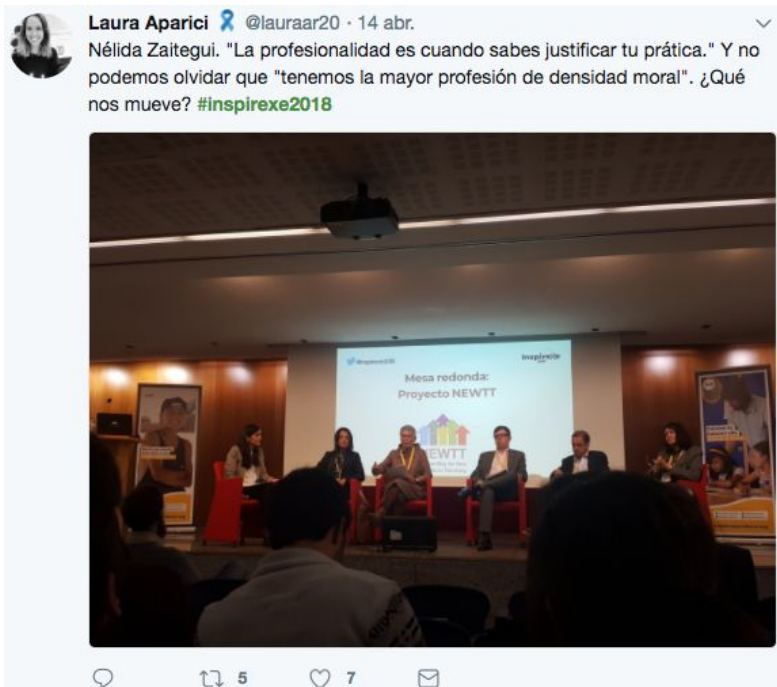 Laura Aparici @lauraar20 · 14 abr.
Nélida Zaitegui. "La profesionalidad es cuando sabes justificar tu prática." Y no
podemos olvidar que "tenemos la mayor profesión de densidad moral". ¿Qué
nos mueve? #inspirexe2018
Mesa redonda:
Proyecto NEWTT
NEWTT
5 7